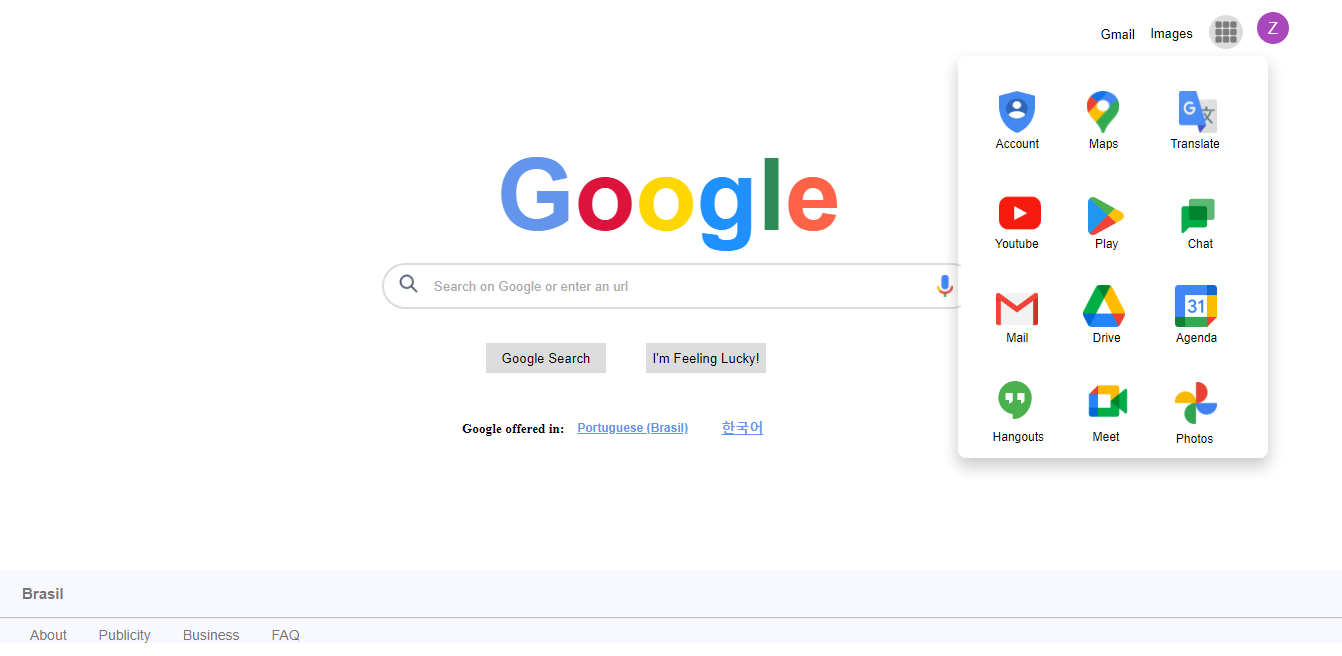 Gmail Images Z
Account Maps Translate
Google
Youtube Play Chat
Search on Google or enter an url
Mail Drive Agenda
31
Google Search I'm Feeling Lucky!
Google offered in: Portuguese (Brasil) 한국어
Hangouts Meet Photos
Brasil
About Publicity Business FAQ